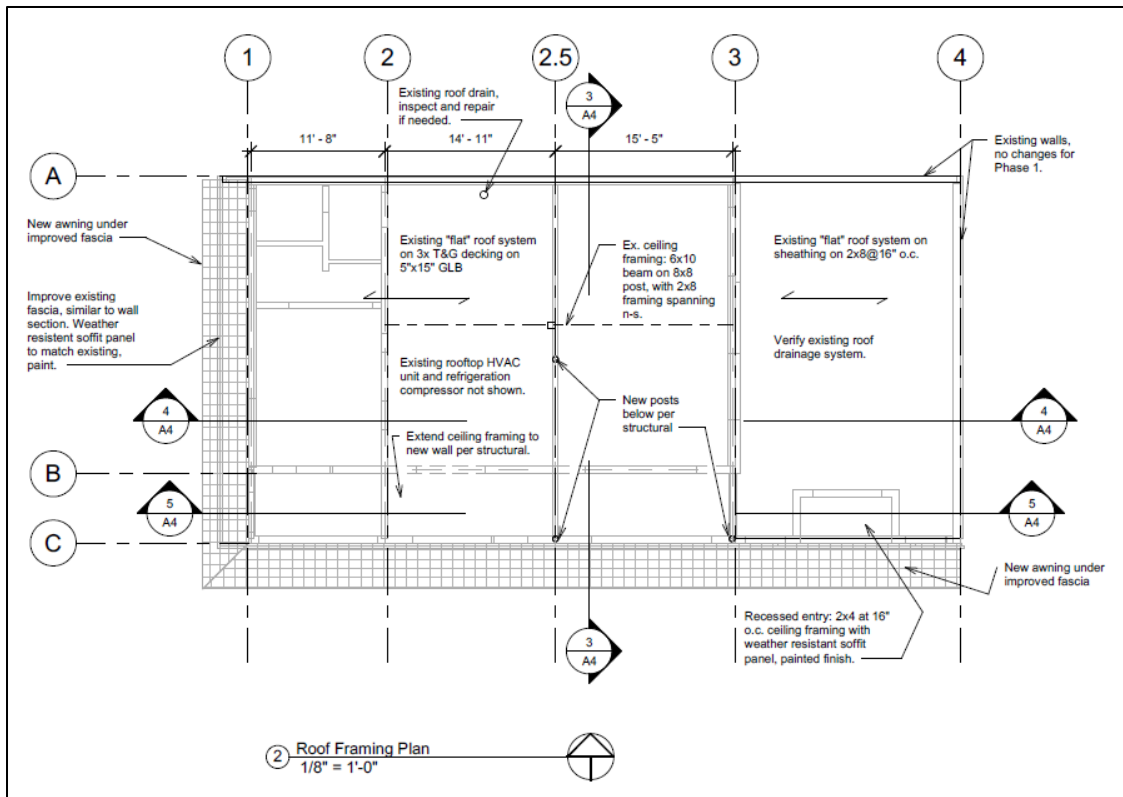 1
2
2.5
3
4
Existing roof drain,
inspect and repair
if needed.
3
A4
11' - 8"
14' - 11"
15' - 5"
Existing walls,
no changes for
Phase 1.
A
New awning under
improved fascia
Existing "flat" roof system
on 3x T&G decking on
5"x15" GLB
Ex. ceiling
framing: 6x10
beam on 8x8
post, with 2x8
framing spanning
n-s.
Existing "flat" roof system on
sheathing on 2x8@16" o.c.
Improve existing
fascia, similar to wall
section. Weather
resistent soffit panel
to match existing,
paint.
Verify existing roof
drainage system.
Existing rooftop HVAC
unit and refrigeration
compressor not shown.
4
A4
New posts
below per
structural
4
A4
Extend ceiling framing to
new wall per structural.
B
5
A4
5
A4
C
New awning under
improved fascia
Recessed entry: 2x4 at 16"
o.c. ceiling framing with
weather resistant soffit
panel, painted finish.
3
A4
2
Roof Framing Plan
1/8" = 1'-0"